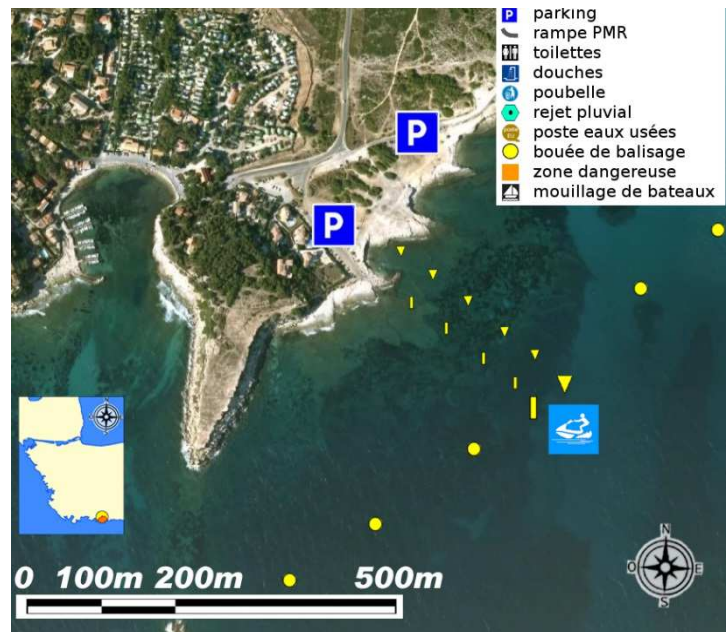 P parking
rampe PMR
toilettes
douches
poubelle
rejet pluvial
poste eaux usées
bouée de balisage
zone dangereuse
mouillage de bateaux
P
P
0 100m 200m 500m
N
O E
S